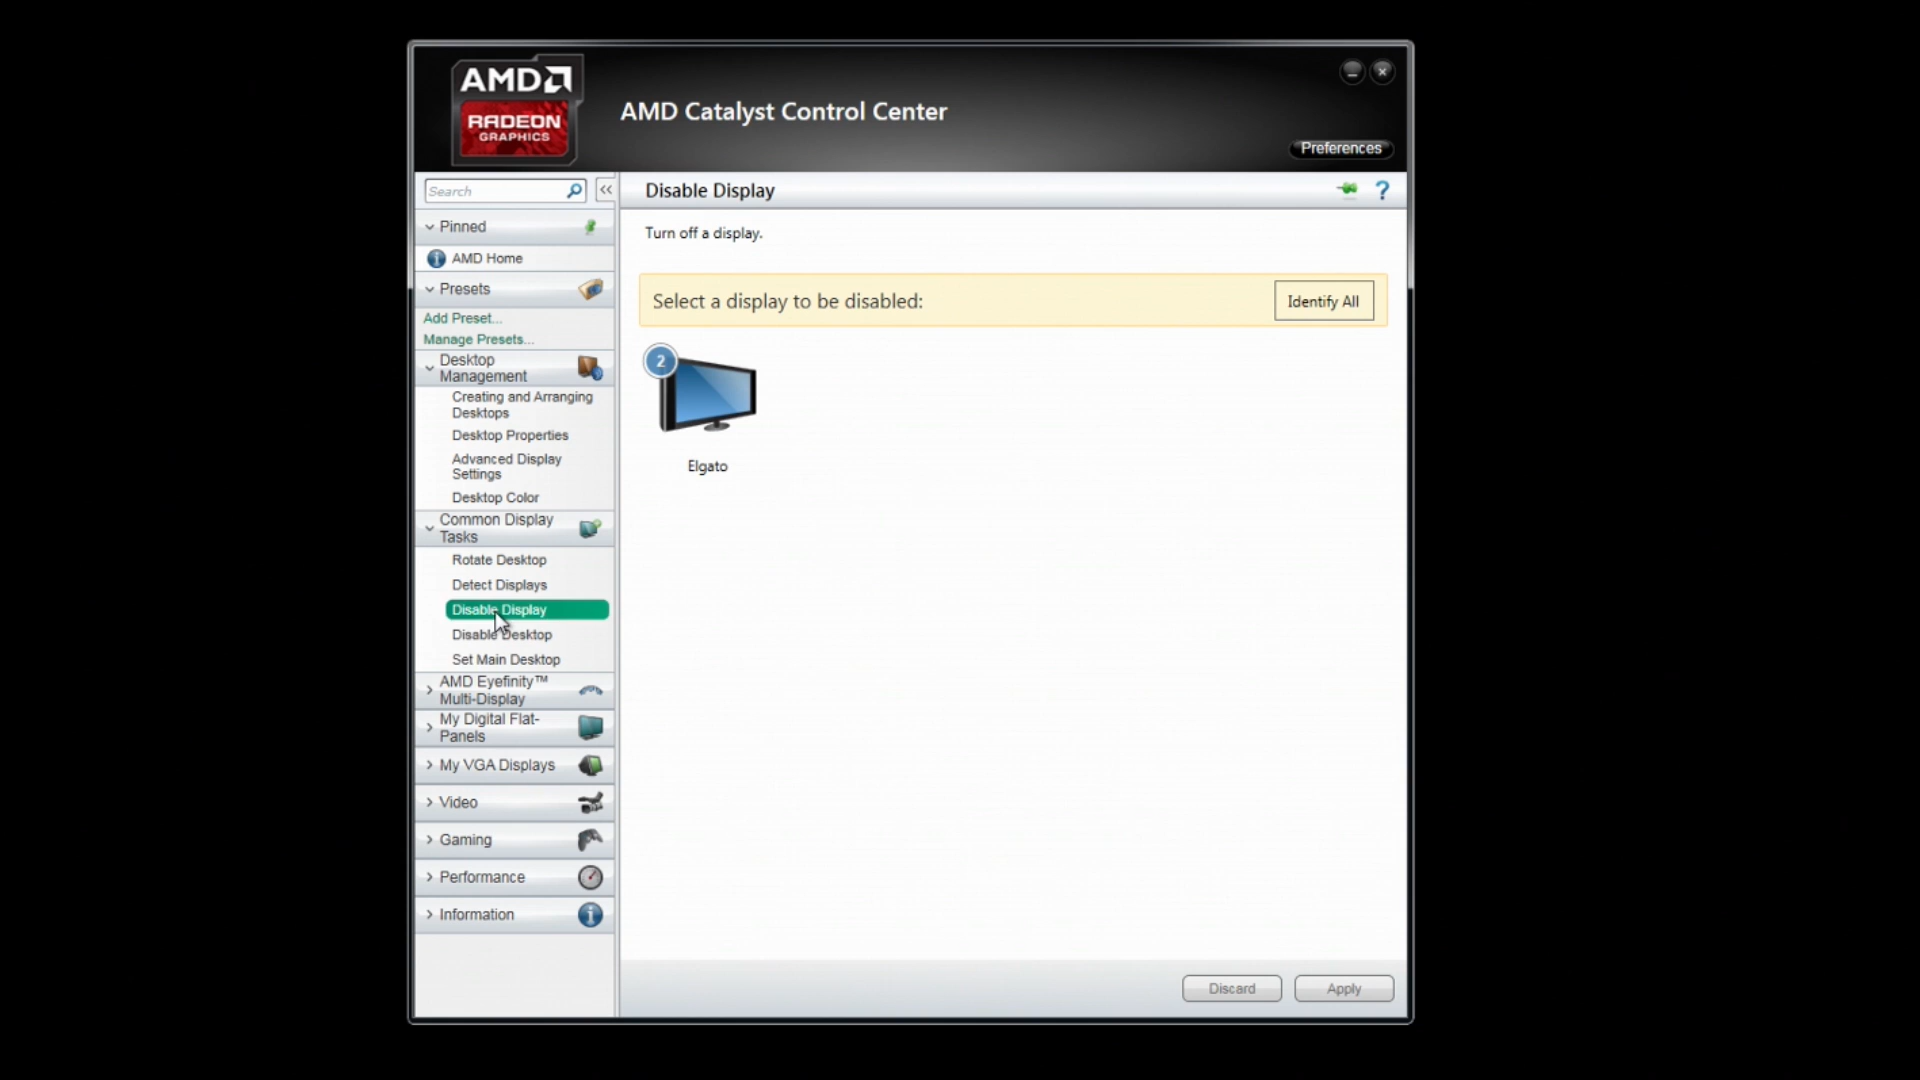 AMD
RADEON
GRAPHICS
AMD Catalyst Control Center
Preferences
Search
Pinned
AMD Home
Presets
Add Preset...
Manage Presets...
Desktop
Management
Creating and Arranging
Desktops
Desktop Properties
Advanced Display
Settings
Desktop Color
Common Display
Tasks
Rotate Desktop
Detect Displays
Disable Display
Disable Desktop
Set Main Desktop
AMD Eyefinity™
Multi-Display
My Digital Flat-
Panels
My VGA Displays
Video
Gaming
Performance
Information
Disable Display
?
Turn off a display.
Select a display to be disabled:
Identify All
2
Elgato
Discard
Apply